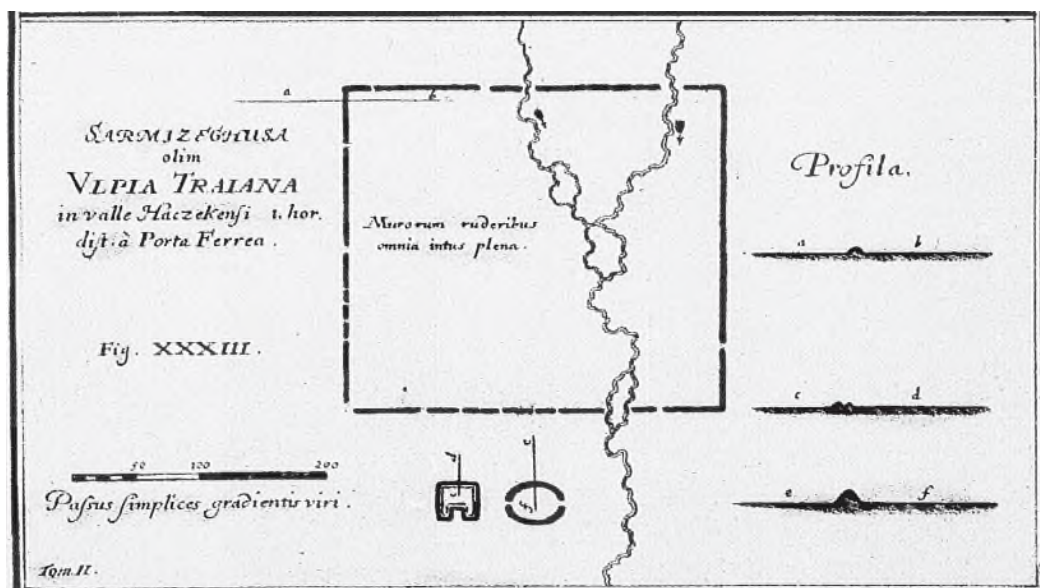 SARMIZEGHUSA
olim
VLPIA TRAIANA
in valle Haczekensi 1. hor.
dist. à Porta Ferrea.
Fig. XXXIII.
50 100 200
Passus simplices gradientis viri.
Tom. II.
a b
Murorum ruderibus
omnia intus plena.
d c
f
Profila.
a b
c d
e f